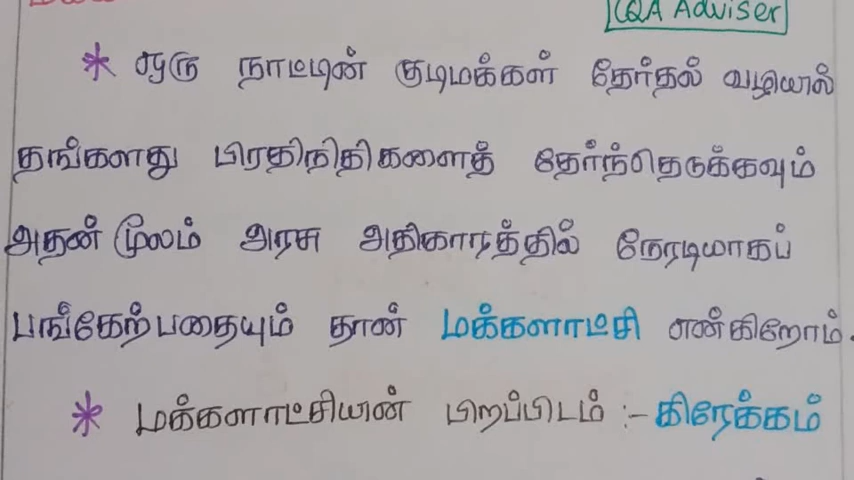 QA Adviser
* ஒரு நாட்டின் குடிமக்கள் தேர்தல் வழியில்
தங்களது பிரதிநிதிகளைத் தேர்ந்தெடுக்கவும்
அதன் மூலம் அரசு அதிகாரத்தில் நேரடியாகப்
பங்கேற்பதையும் தான் மக்களாட்சி என்கிறோம்.
* மக்களாட்சியின் பிறப்பிடம் :- கிரேக்கம்